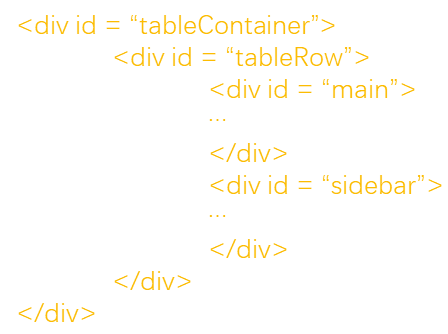 <div id = “tableContainer”>
<div id = “tableRow”>
<div id = “main”>
...
</div>
<div id = “sidebar”>
...
</div>
</div>
</div>